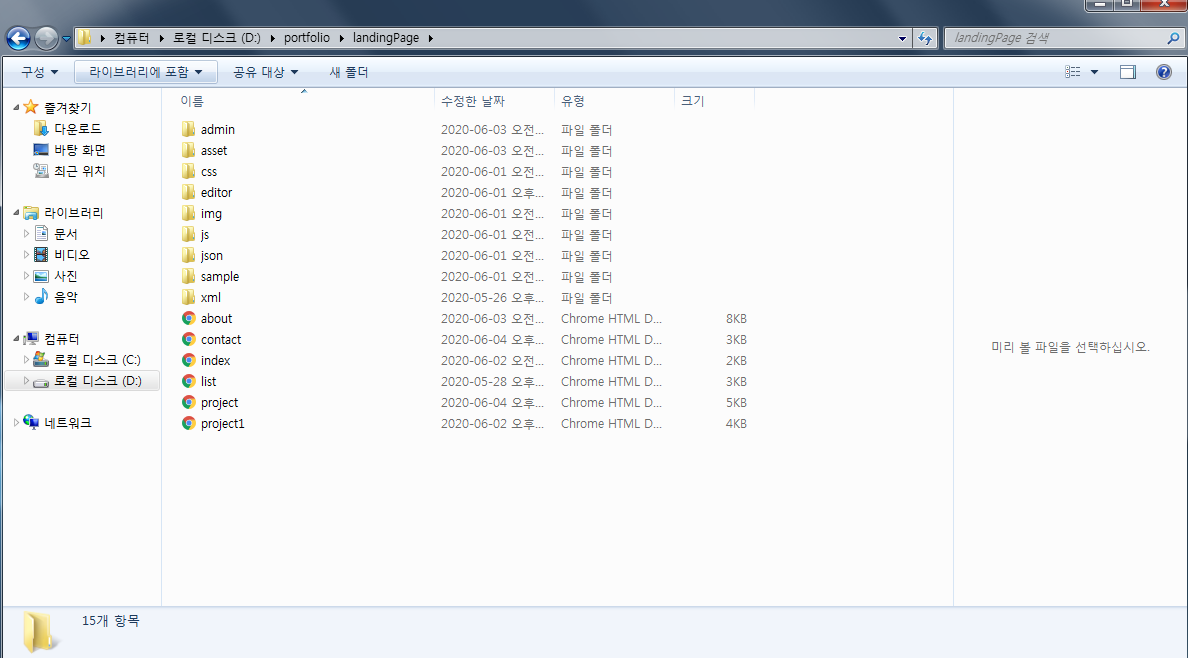 컴퓨터 로컬 디스크 (D:) portfolio landingPage landingPage 검색
구성 라이브러리에 포함 공유 대상 새 폴더
즐겨찾기
다운로드
바탕 화면
최근 위치
라이브러리
문서
비디오
사진
음악
컴퓨터
로컬 디스크 (C:)
로컬 디스크 (D:)
네트워크
이름 수정한 날짜 유형 크기
admin 2020-06-03 오전... 파일 폴더
asset 2020-06-03 오전... 파일 폴더
css 2020-06-01 오전... 파일 폴더
editor 2020-06-01 오후... 파일 폴더
img 2020-06-01 오전... 파일 폴더
js 2020-06-01 오전... 파일 폴더
json 2020-06-01 오전... 파일 폴더
sample 2020-06-01 오전... 파일 폴더
xml 2020-05-26 오후... 파일 폴더
about 2020-06-03 오전... Chrome HTML D... 8KB
contact 2020-06-04 오후... Chrome HTML D... 3KB
index 2020-06-02 오전... Chrome HTML D... 2KB
list 2020-05-28 오후... Chrome HTML D... 3KB
project 2020-06-04 오후... Chrome HTML D... 5KB
project1 2020-06-02 오후... Chrome HTML D... 4KB
미리 볼 파일을 선택하십시오.
15개 항목